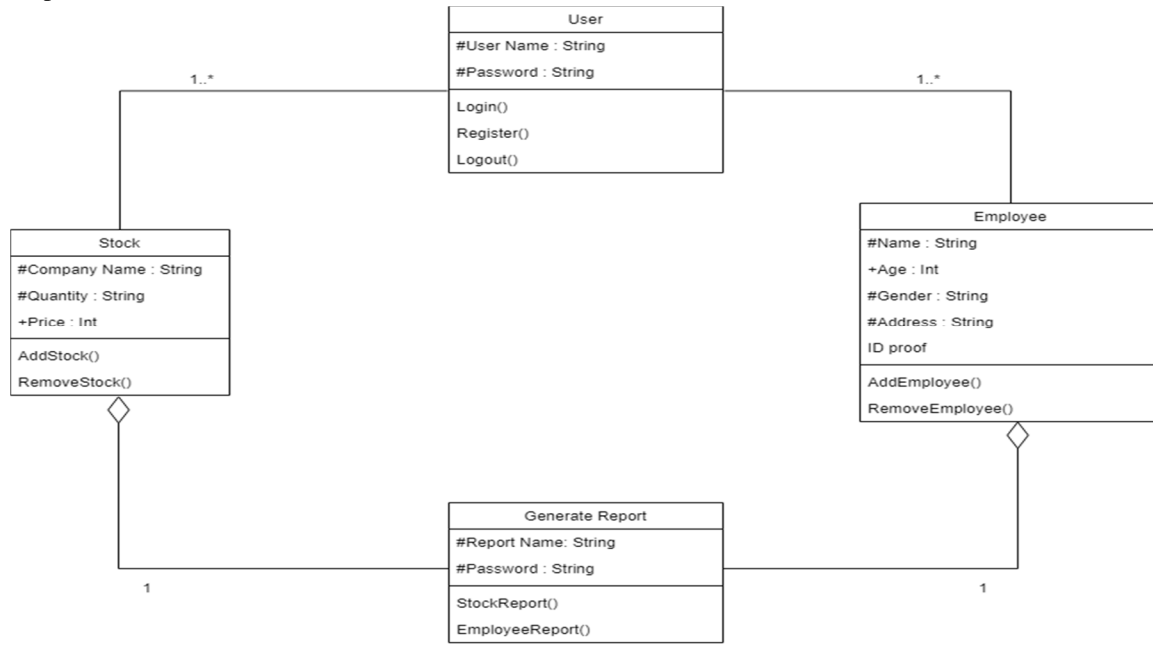 User
#User Name : String
#Password : String
Login()
Register()
Logout()
1..*
1..*
Stock
#Company Name : String
#Quantity : String
+Price : Int
AddStock()
RemoveStock()
Employee
#Name : String
+Age : Int
#Gender : String
#Address : String
ID proof
AddEmployee()
RemoveEmployee()
Generate Report
#Report Name: String
#Password : String
StockReport()
EmployeeReport()
1
1